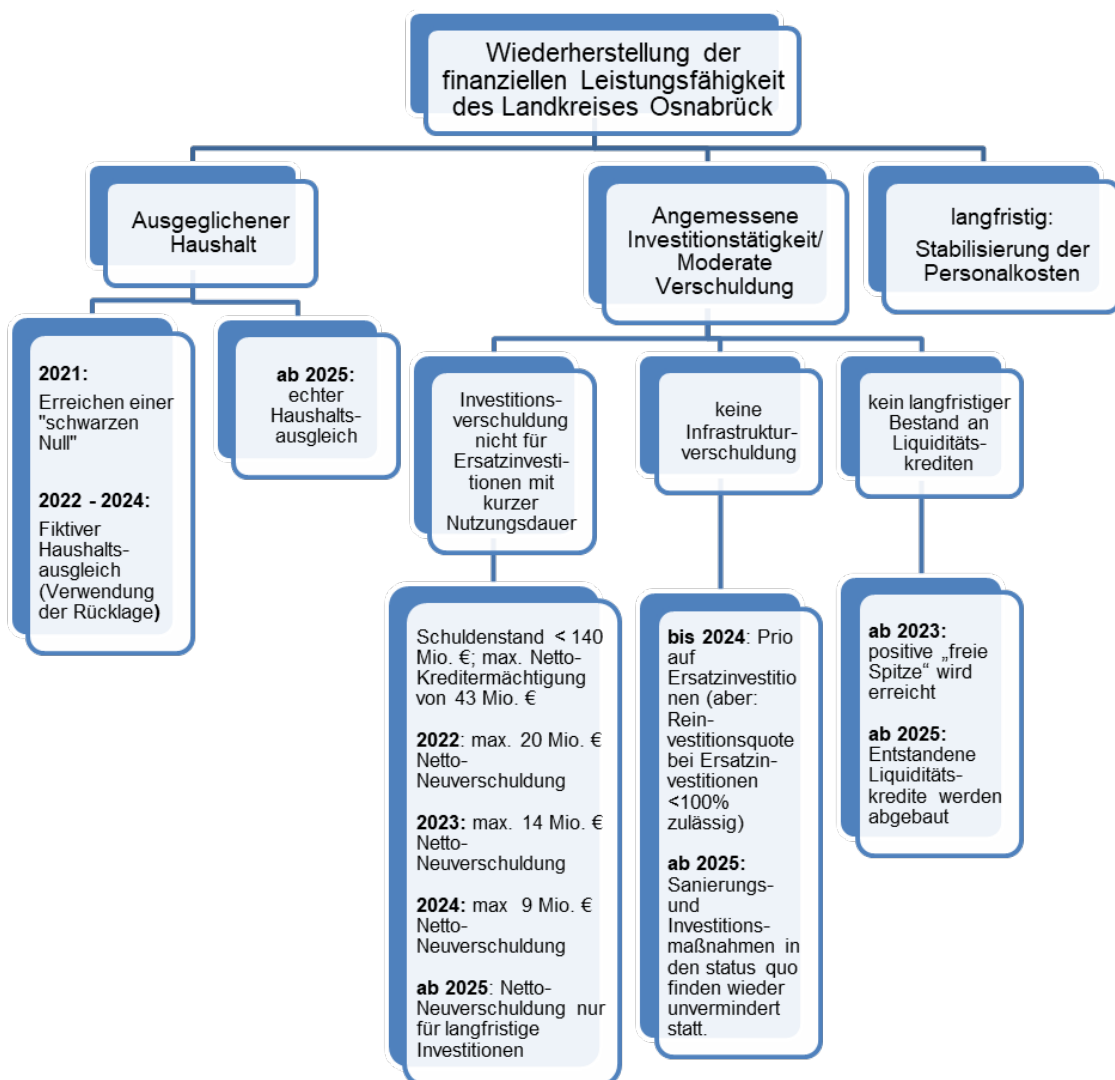 Wiederherstellung der
finanziellen Leistungsfähigkeit
des Landkreises Osnabrück
Ausgeglichener
Haushalt
2021:
Erreichen einer
"schwarzen
Null"
2022 - 2024:
Fiktiver
Haushalts-
ausgleich
(Verwendung
der Rücklage)
ab 2025:
echter
Haushalts-
ausgleich
Angemessene
Investitionstätigkeit/
Moderate
Verschuldung
Investitions-
verschuldung
nicht für
Ersatzinvesti-
tionen mit
kurzer
Nutzungsdauer
Schuldenstand < 140
Mio. €; max. Netto-
Kreditermächtigung
von 43 Mio. €
2022: max. 20 Mio. €
Netto-
Neuverschuldung
2023: max. 14 Mio. €
Netto-
Neuverschuldung
2024: max 9 Mio. €
Netto-
Neuverschuldung
ab 2025: Netto-
Neuverschuldung nur
für langfristige
Investitionen
keine
Infrastruktur-
verschuldung
bis 2024: Prio
auf
Ersatzinvestitio
nen (aber:
Rein-
vestitionsquote
bei Ersatzin-
vestitionen
<100%
zulässig)
ab 2025:
Sanierungs-
und
Investitions-
maßnahmen in
den status quo
finden wieder
unvermindert
statt.
kein langfristiger
Bestand an
Liquiditäts-
krediten
ab 2023:
positive „freie
Spitze“ wird
erreicht
ab 2025:
Entstandene
Liquiditäts-
kredite werden
abgebaut
langfristig:
Stabilisierung der
Personalkosten